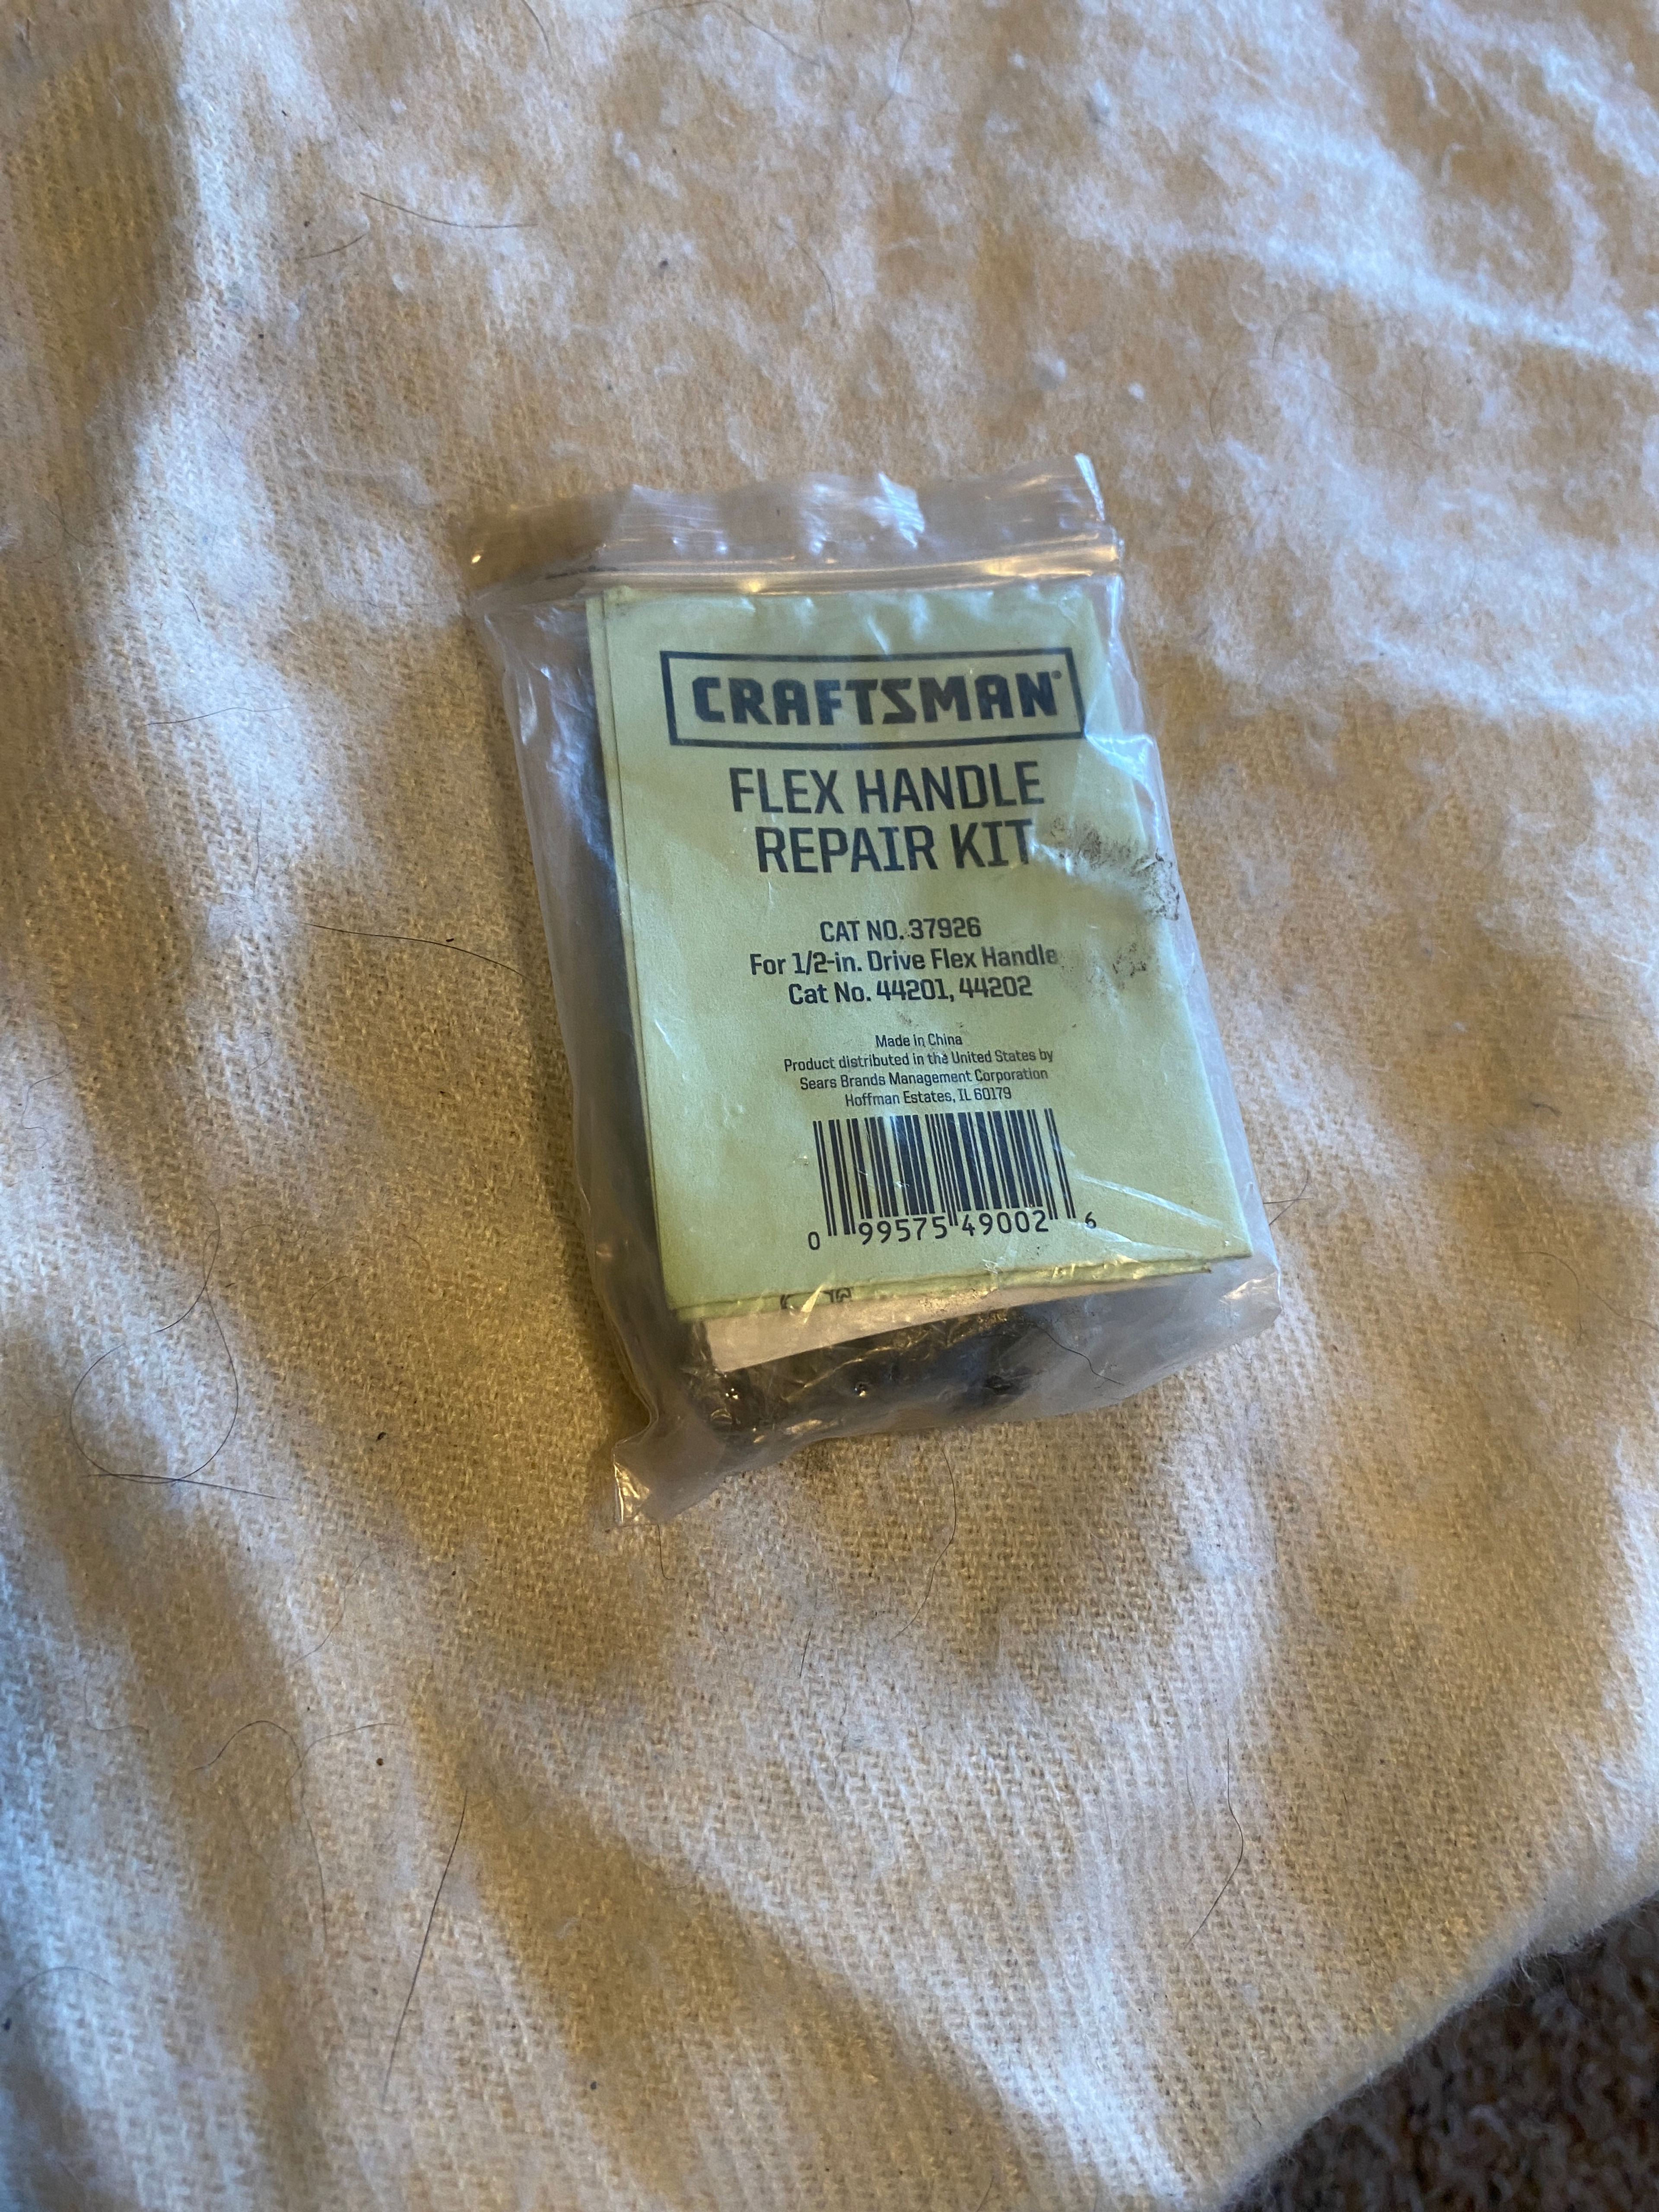 CRAFTSMAN®
FLEX HANDLE
REPAIR KIT
CAT NO. 37926
For 1/2-in. Drive Flex Handle
Cat No. 44201, 44202
Made in China
Product distributed in the United States by
Sears Brands Management Corporation
Hoffman Estates, IL 60179
0 99575 49002 6